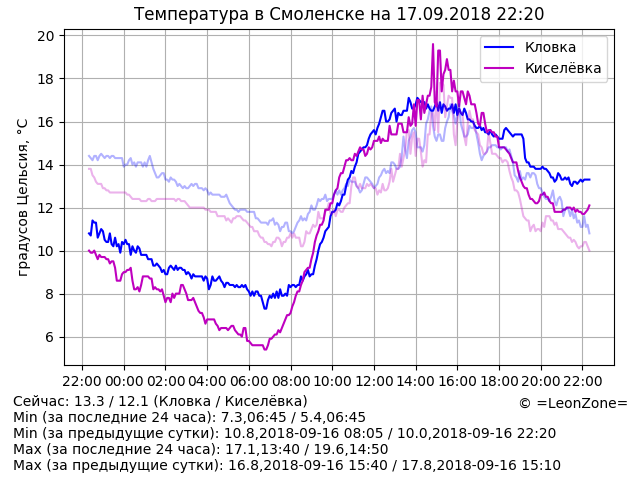 Температура в Смоленске на 17.09.2018 22:20
градусов Цельсия, °C
20
18
16
14
12
10
8
6
Кловка
Киселёвка
22:00 00:00 02:00 04:00 06:00 08:00 10:00 12:00 14:00 16:00 18:00 20:00 22:00
Сейчас: 13.3 / 12.1 (Кловка / Киселёвка)
© =LeonZone=
Min (за последние 24 часа): 7.3,06:45 / 5.4,06:45
Min (за предыдущие сутки): 10.8,2018-09-16 08:05 / 10.0,2018-09-16 22:20
Max (за последние 24 часа): 17.1,13:40 / 19.6,14:50
Max (за предыдущие сутки): 16.8,2018-09-16 15:40 / 17.8,2018-09-16 15:10